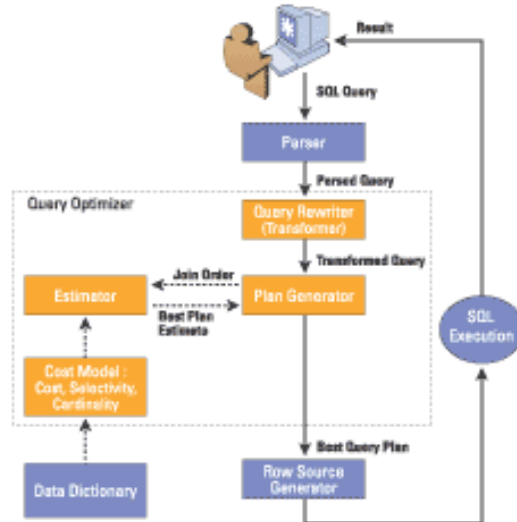 Result
SQL Query
Parser
Parsed Query
Query Optimizer
Query Rewriter
(Transformer)
Transformed Query
Join Order
Estimator
Plan Generator
Best Plan
Estimate
SQL
Execution
Cost Model :
Cost, Selectivity,
Cardinality
Best Query Plan
Data Dictionary
Row Source
Generator